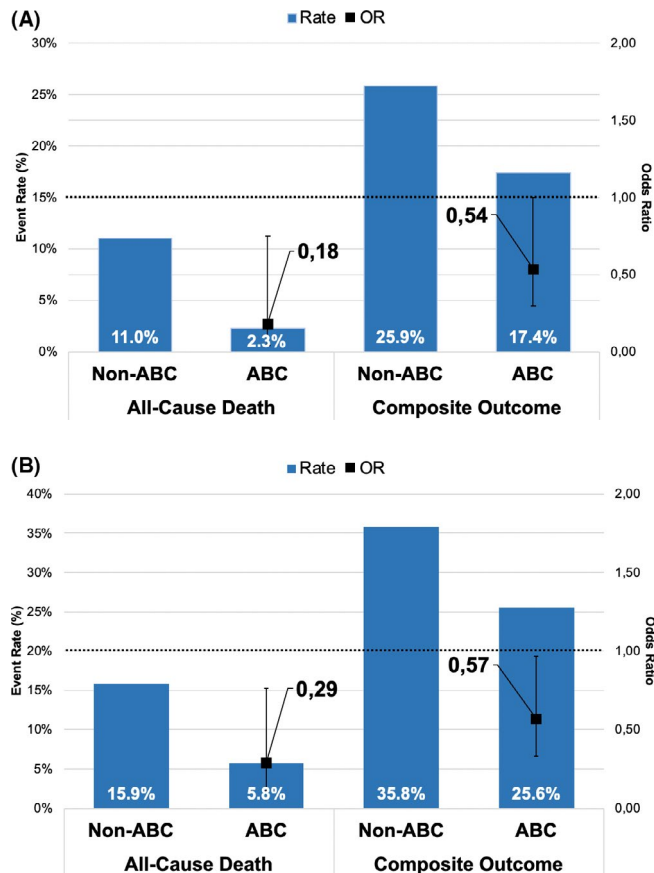 (A)
Rate OR
30% 2,00
25%
1,50
20%
15% 1,00
10%
0,50
5%
0% 0,00
Event Rate (%)
Odds Ratio
0,18
0,54
11.0% 2.3% 25.9% 17.4%
Non-ABC ABC Non-ABC ABC
All-Cause Death Composite Outcome
(B)
Rate OR
40% 2,00
35%
30% 1,50
25%
20% 1,00
15%
10% 0,50
5%
0% 0,00
Event Rate (%)
Odds Ratio
0,29
0,57
15.9% 5.8% 35.8% 25.6%
Non-ABC ABC Non-ABC ABC
All-Cause Death Composite Outcome